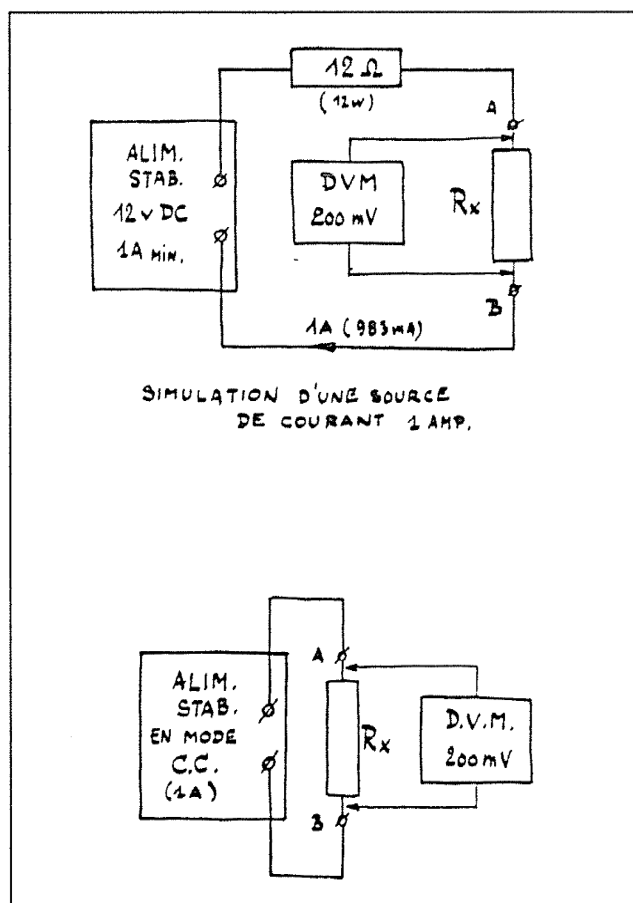 12 Ω
(12W)
A
ALIM.
STAB.
12 V DC
1A MIN.
DVM
200 mV
Rx
B
1A (983mA)
SIMULATION D'UNE SOURCE
DE COURANT 1 AMP.
A
ALIM.
STAB.
EN MODE
C.C.
(1A)
Rx
D.V.M.
200mV
B